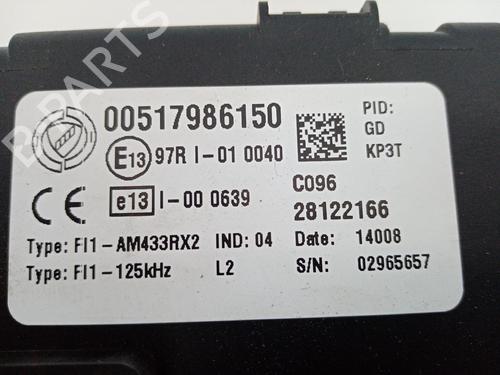 B-PARTS
00517986150
PID:
GD
KP3T
E13 97R I-01 0040
e13 I-00 0639
CE
C096
28122166
Type: FI1-AM433RX2 IND: 04 Date: 14008
Type: FI1-125kHz L2 S/N: 02965657